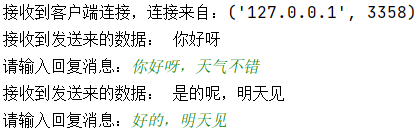 接收到客户端连接，连接来自：('127.0.0.1', 3358)
接收到发送来的数据： 你好呀
请输入回复消息：你好呀，天气不错
接收到发送来的数据： 是的呢，明天见
请输入回复消息：好的，明天见